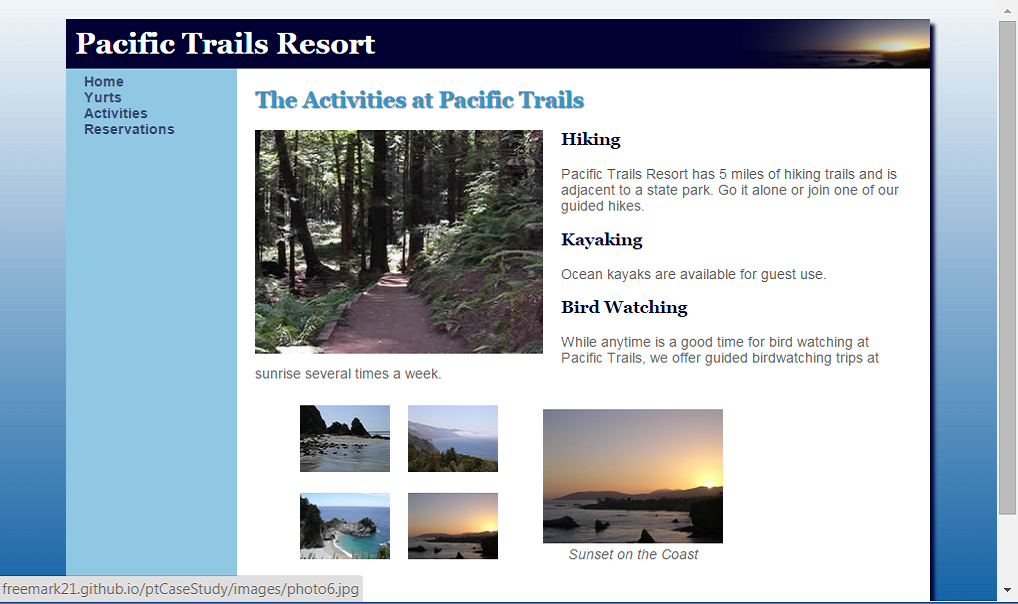 Pacific Trails Resort
Home
Yurts
Activities
Reservations
The Activities at Pacific Trails
Hiking
Pacific Trails Resort has 5 miles of hiking trails and is
adjacent to a state park. Go it alone or join one of our
guided hikes.
Kayaking
Ocean kayaks are available for guest use.
Bird Watching
While anytime is a good time for bird watching at
Pacific Trails, we offer guided birdwatching trips at
sunrise several times a week.
Sunset on the Coast
freemark21.github.io/ptCaseStudy/images/photo6.jpg